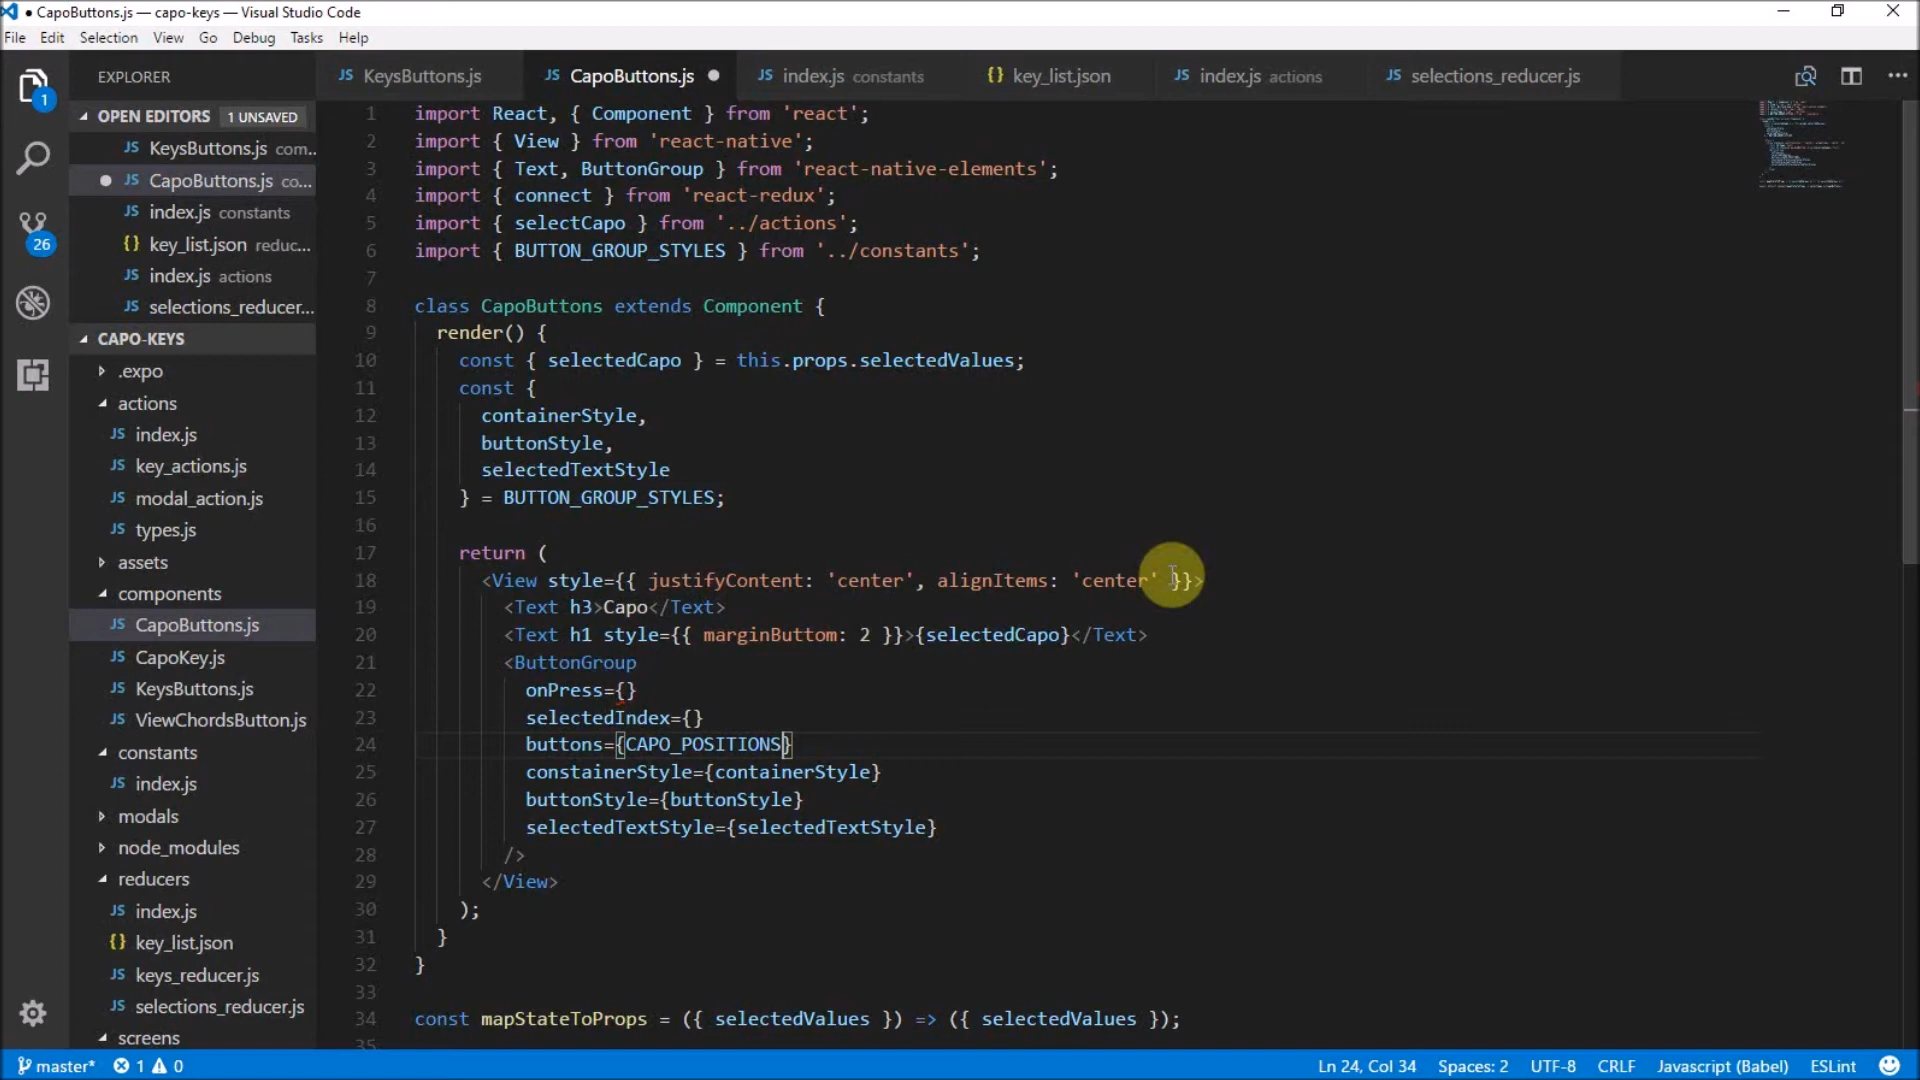 ● CapoButtons.js — capo-keys — Visual Studio Code
File Edit Selection View Go Debug Tasks Help
EXPLORER
OPEN EDITORS 1 UNSAVED
JS KeysButtons.js com...
● JS CapoButtons.js co...
JS index.js constants
{} key_list.json reduc...
JS index.js actions
JS selections_reducer...
CAPO-KEYS
.expo
actions
JS index.js
JS key_actions.js
JS modal_action.js
JS types.js
assets
components
JS CapoButtons.js
JS CapoKey.js
JS KeysButtons.js
JS ViewChordsButton.js
constants
JS index.js
modals
node_modules
reducers
JS index.js
{} key_list.json
JS keys_reducer.js
JS selections_reducer.js
screens
1
26
JS KeysButtons.js JS CapoButtons.js ● JS index.js constants {} key_list.json JS index.js actions JS selections_reducer.js ...
1 import React, { Component } from 'react';
2 import { View } from 'react-native';
3 import { Text, ButtonGroup } from 'react-native-elements';
4 import { connect } from 'react-redux';
5 import { selectCapo } from '../actions';
6 import { BUTTON_GROUP_STYLES } from '../constants';
7
8 class CapoButtons extends Component {
9 render() {
10 const { selectedCapo } = this.props.selectedValues;
11 const {
12 containerStyle,
13 buttonStyle,
14 selectedTextStyle
15 } = BUTTON_GROUP_STYLES;
16
17 return (
18 <View style={{ justifyContent: 'center', alignItems: 'center' }}>
19 <Text h3>Capo</Text>
20 <Text h1 style={{ marginButtom: 2 }}>{selectedCapo}</Text>
21 <ButtonGroup
22 onPress={}
23 selectedIndex={}
24 buttons={CAPO_POSITIONS}
25 constainerStyle={containerStyle}
26 buttonStyle={buttonStyle}
27 selectedTextStyle={selectedTextStyle}
28 />
29 </View>
30 );
31 }
32 }
33
34 const mapStateToProps = ({ selectedValues }) => ({ selectedValues });
35
master* 1 0 Ln 24, Col 34 Spaces: 2 UTF-8 CRLF Javascript (Babel) ESLint